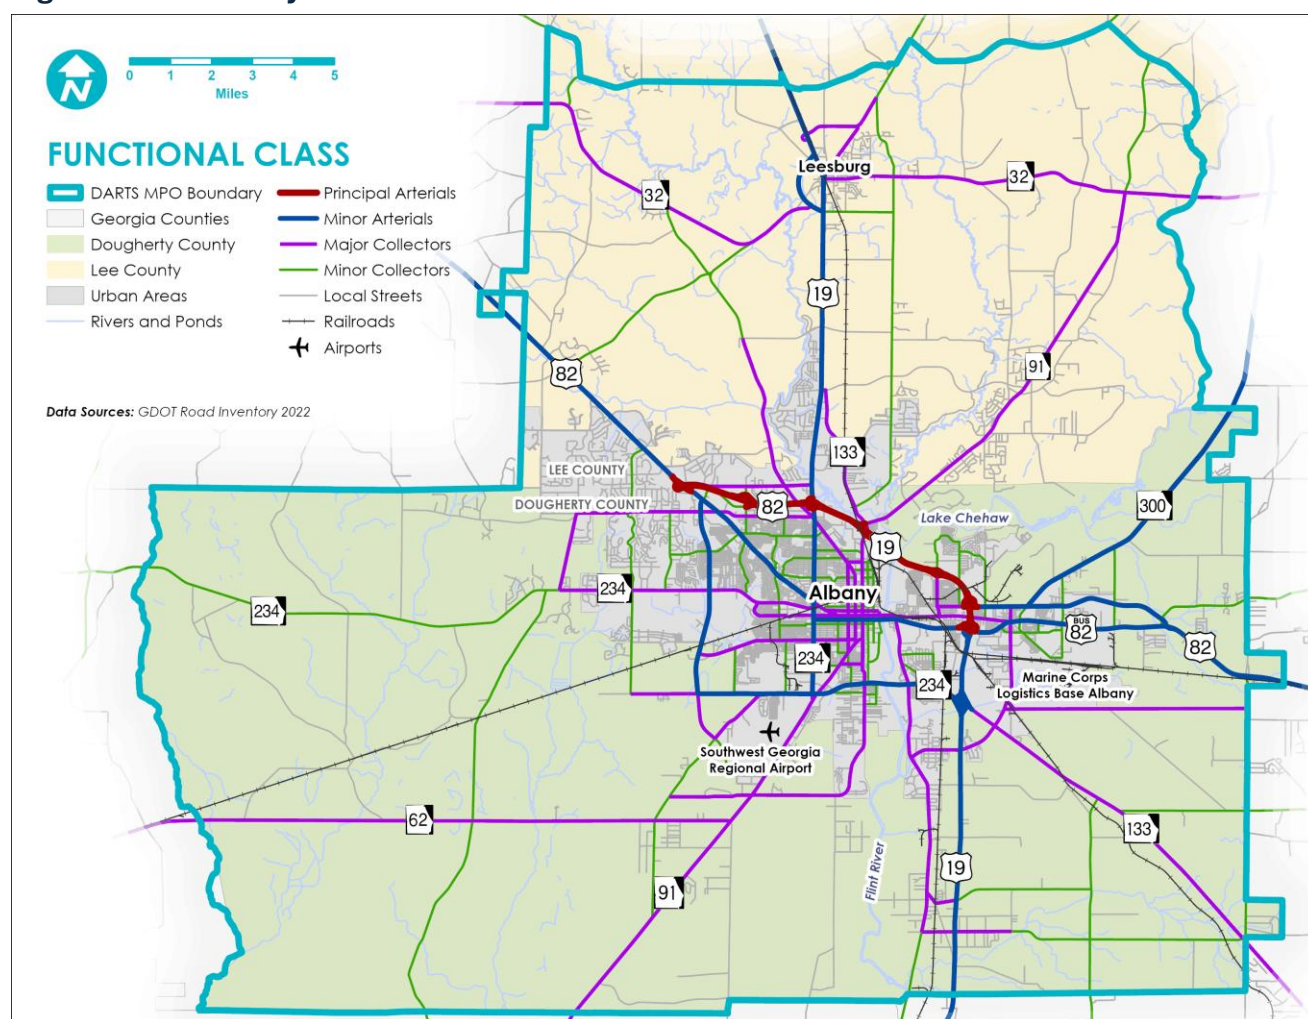 N
0 1 2 3 4 5
Miles
FUNCTIONAL CLASS
DARTS MPO Boundary
Georgia Counties
Dougherty County
Lee County
Urban Areas
Rivers and Ponds
Principal Arterials
Minor Arterials
Major Collectors
Minor Collectors
Local Streets
Railroads
Airports
Data Sources: GDOT Road Inventory 2022
Leesburg
32
32
19
82
91
133
LEE COUNTY
DOUGHERTY COUNTY
82
300
Lake Chehaw
19
234
234
Albany
BUS
82
82
234
234
Marine Corps
Logistics Base Albany
Southwest Georgia
Regional Airport
62
133
19
Flint River
91